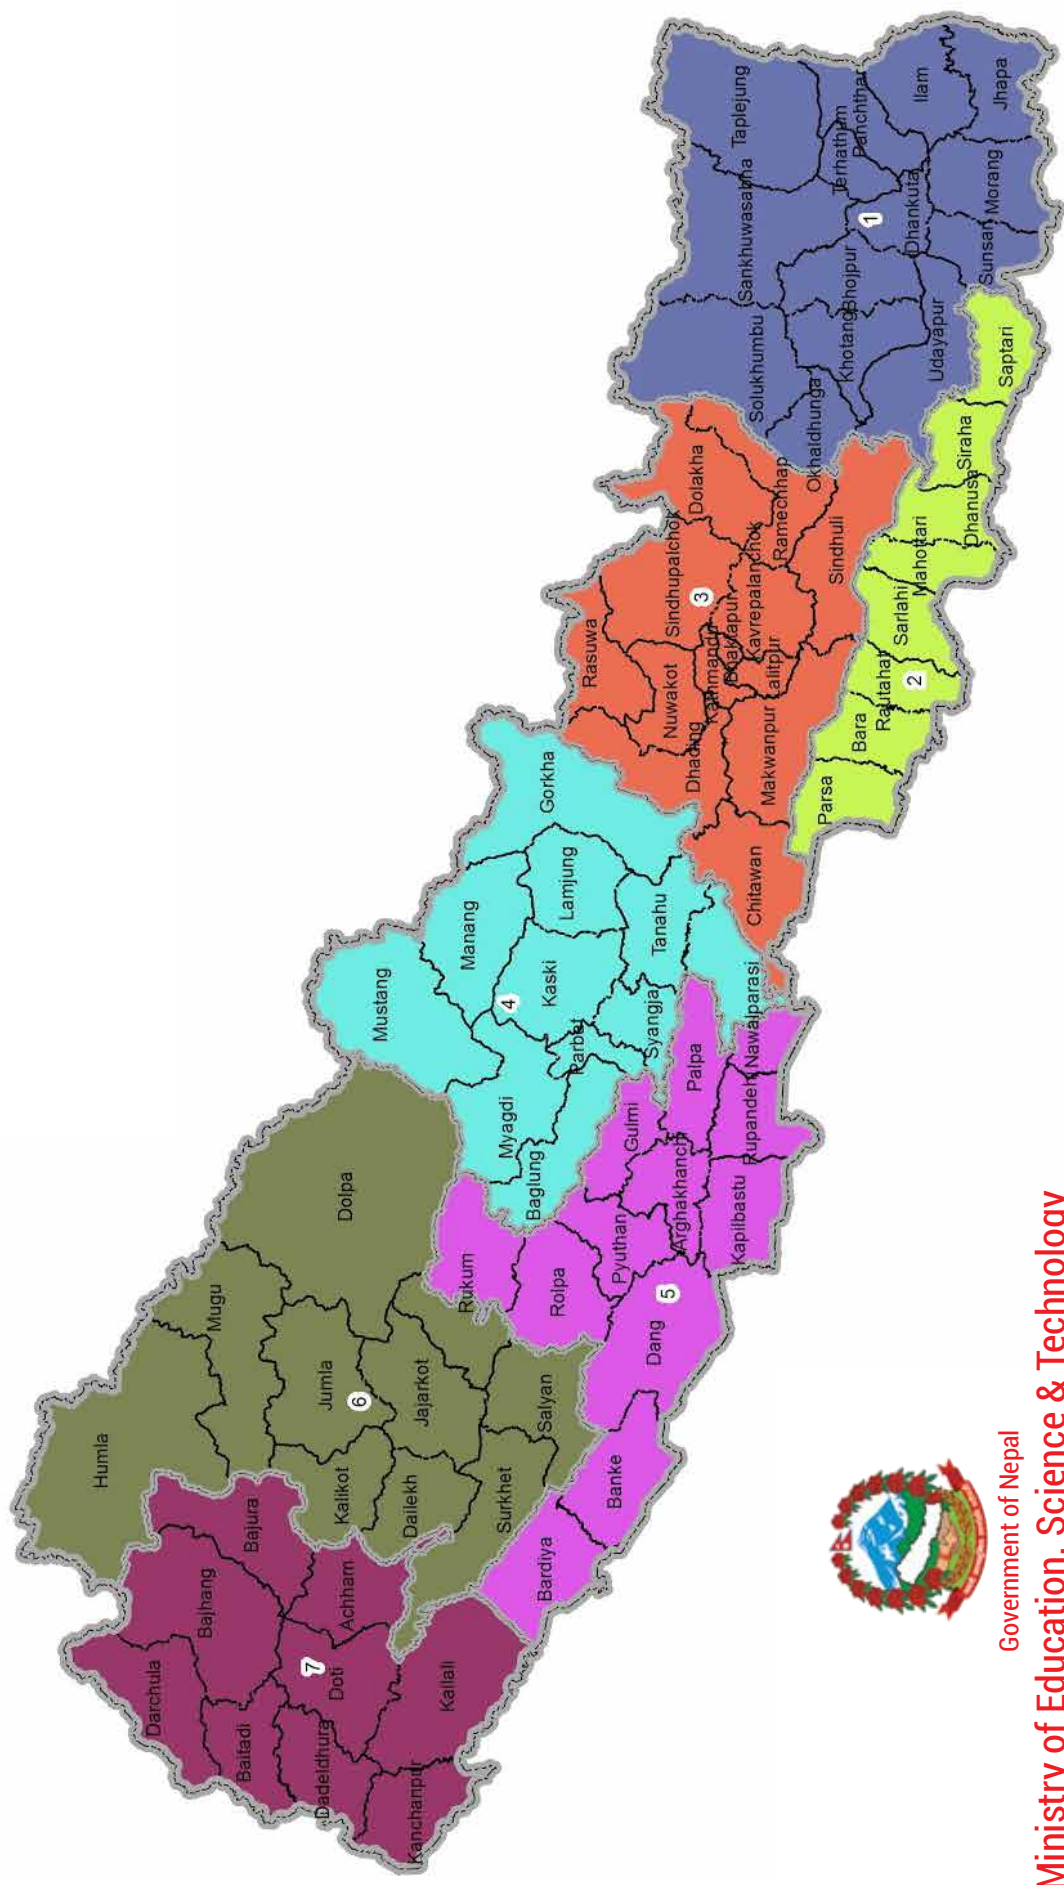 Humla
Darchula
Bajhang
Bajura
Mugu
Baitadi
Jumla
Dolpa
Mustang
Dadeldhura
Doti
7
Achham
Kalikot
6
Kanchanpur
Kailali
Dailekh
Jajarkot
Rukum
Manang
Surkhet
Salyan
Myagdi
4
Baglung
Kaski
Lamjung
Gorkha
Bardiya
Rolpa
Parbat
Rasuwa
Banke
Pyuthan
Gulmi
Syangja
Tanahu
Dang
5
Arghakhanchi
Palpa
Nuwakot
Sindhupalchok
Dolakha
3
Dhading
Kathmandu
Bhaktapur
Kapilbastu
Rupandehi
Nawalparasi
Chitawan
Makwanpur
Lalitpur
Kavrepalanchok
Ramechhap
Solukhumbu
Sankhuwasabha
Taplejung
Sindhuli
Okhaldhunga
Khotang
Bhojpur
1
Terhathum
Panchthar
Parsa
Bara
Rautahat
2
Sarlahi
Mahottari
Dhanusa
Siraha
Saptari
Udayapur
Dhankuta
Ilam
Sunsari
Morang
Jhapa
Government of Nepal
Ministry of Education, Science & Technology